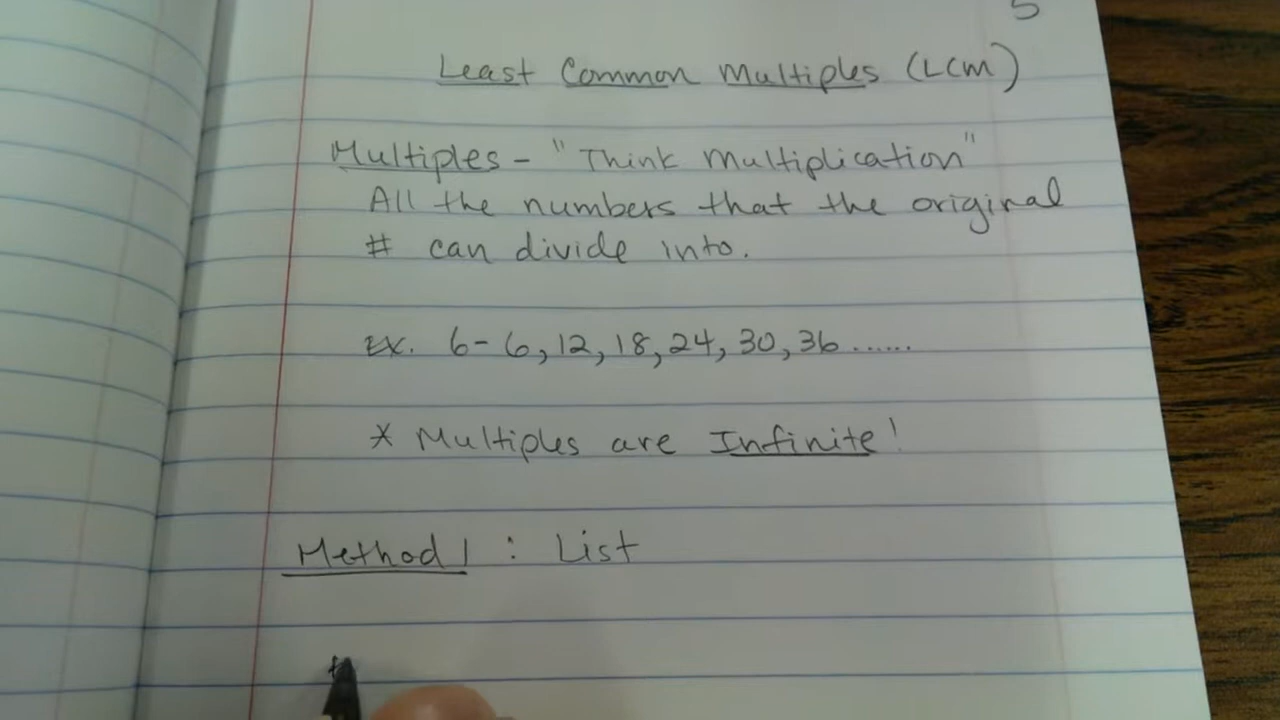 5
Least Common Multiples (LCM)
Multiples - "Think Multiplication"
All the numbers that the original
# can divide into.
Ex. 6- 6, 12, 18, 24, 30, 36......
* Multiples are Infinite!
Method 1 : List